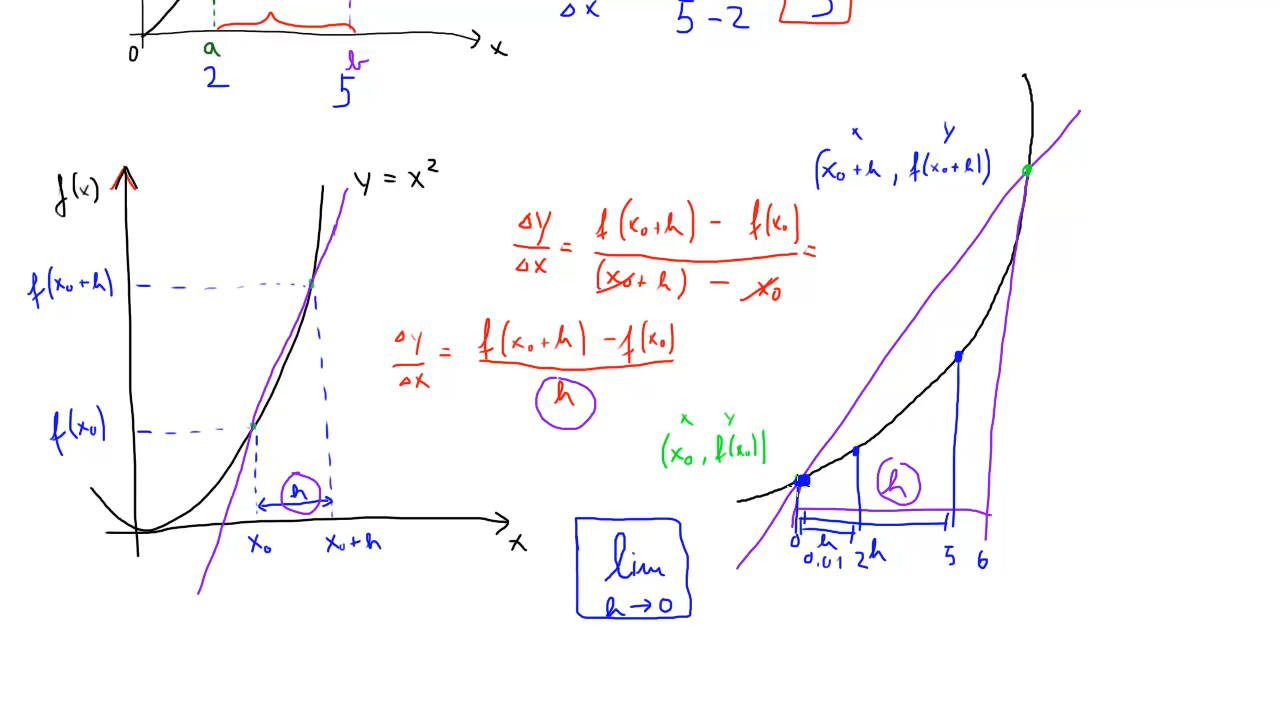 0 a b x
2 5
Δx 5 - 2 3
f(x) y = x²
f(x₀+h)
f(x₀)
h
x₀ x₀+h x
Δy/Δx = (f(x₀+h) - f(x₀))/((x₀+h) - x₀) =
Δy/Δx = (f(x₀+h) - f(x₀))/h
lim
h→0
x y
(x₀+h , f(x₀+h))
x y
(x₀ , f(x₀))
h
0 h
0.01 2 h 5 6